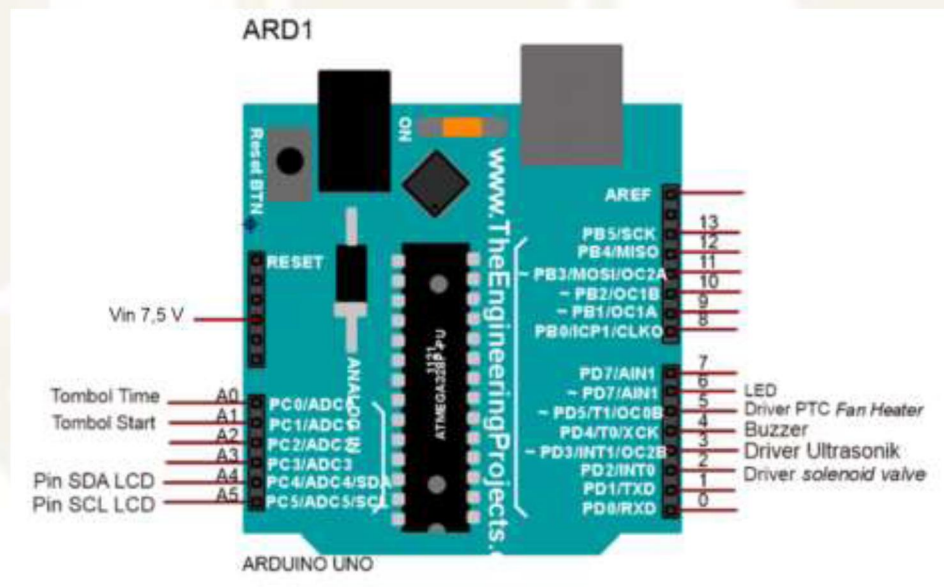 ARD1
Reset BTN
ON
www.TheEngineeringProjects.
RESET
Vin 7,5 V
ANALOG IN
ATMEGA328P-PU
1121
Tombol Time A0 PC0/ADC0
Tombol Start A1 PC1/ADC1
A2 PC2/ADC2
A3 PC3/ADC3
Pin SDA LCD A4 PC4/ADC4/SDA
Pin SCL LCD A5 PC5/ADC5/SCL
AREF
PB5/SCK 13
PB4/MISO 12
~ PB3/MOSI/OC2A 11
~ PB2/OC1B 10
~ PB1/OC1A 9
PB0/ICP1/CLKO 8
PD7/AIN1 7
~ PD7/AIN1 6 LED
~ PD5/T1/OC0B 5 Driver PTC Fan Heater
PD4/T0/XCK 4 Buzzer
~ PD3/INT1/OC2B 3 Driver Ultrasonik
PD2/INT0 2 Driver solenoid valve
PD1/TXD 1
PD0/RXD 0
ARDUINO UNO